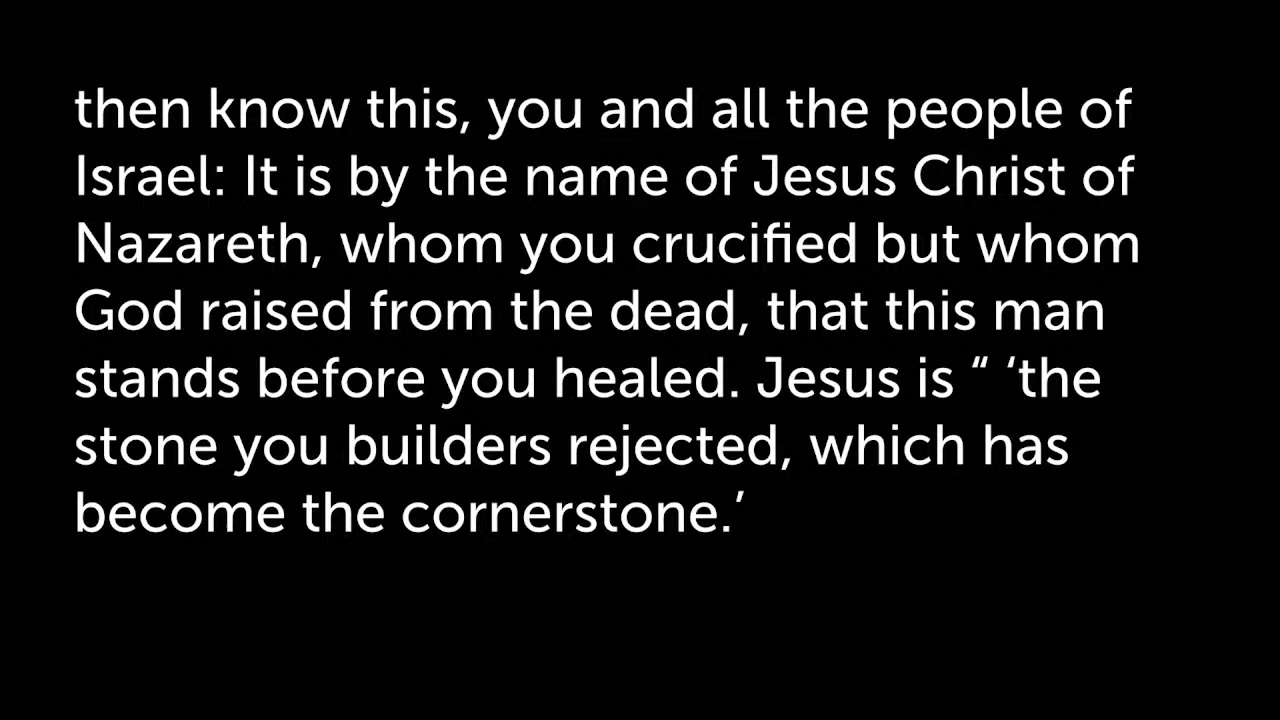 then know this, you and all the people of
Israel: It is by the name of Jesus Christ of
Nazareth, whom you crucified but whom
God raised from the dead, that this man
stands before you healed. Jesus is “ ‘the
stone you builders rejected, which has
become the cornerstone.’